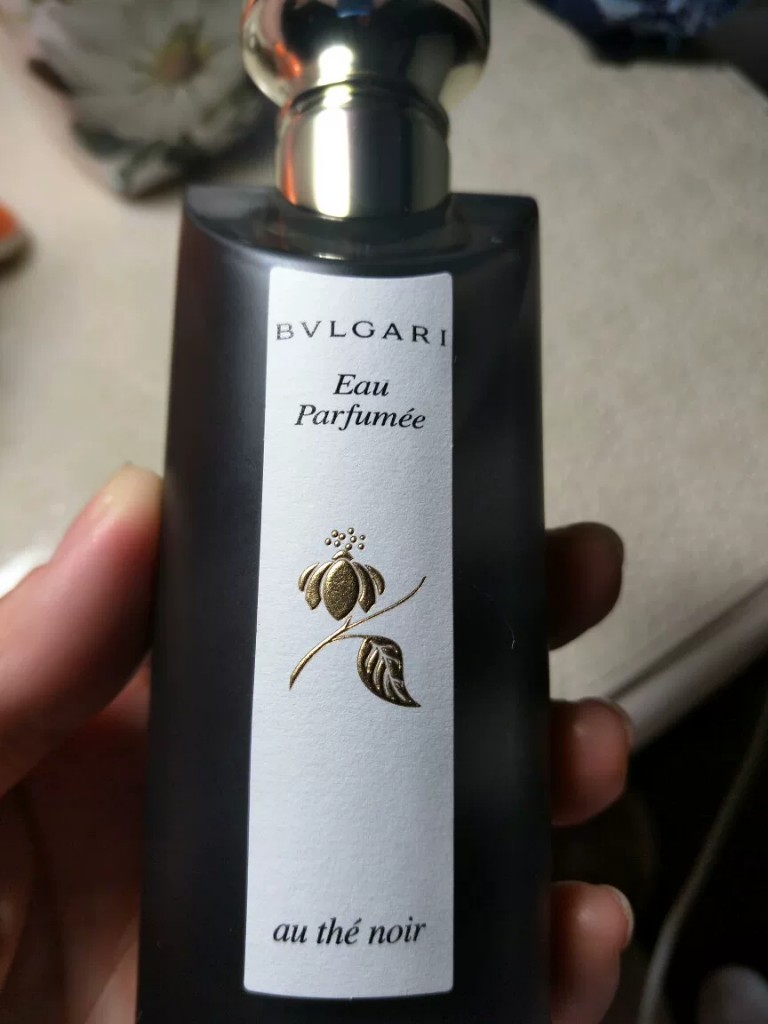 BVLGARI
Eau
Parfumée
au thé noir